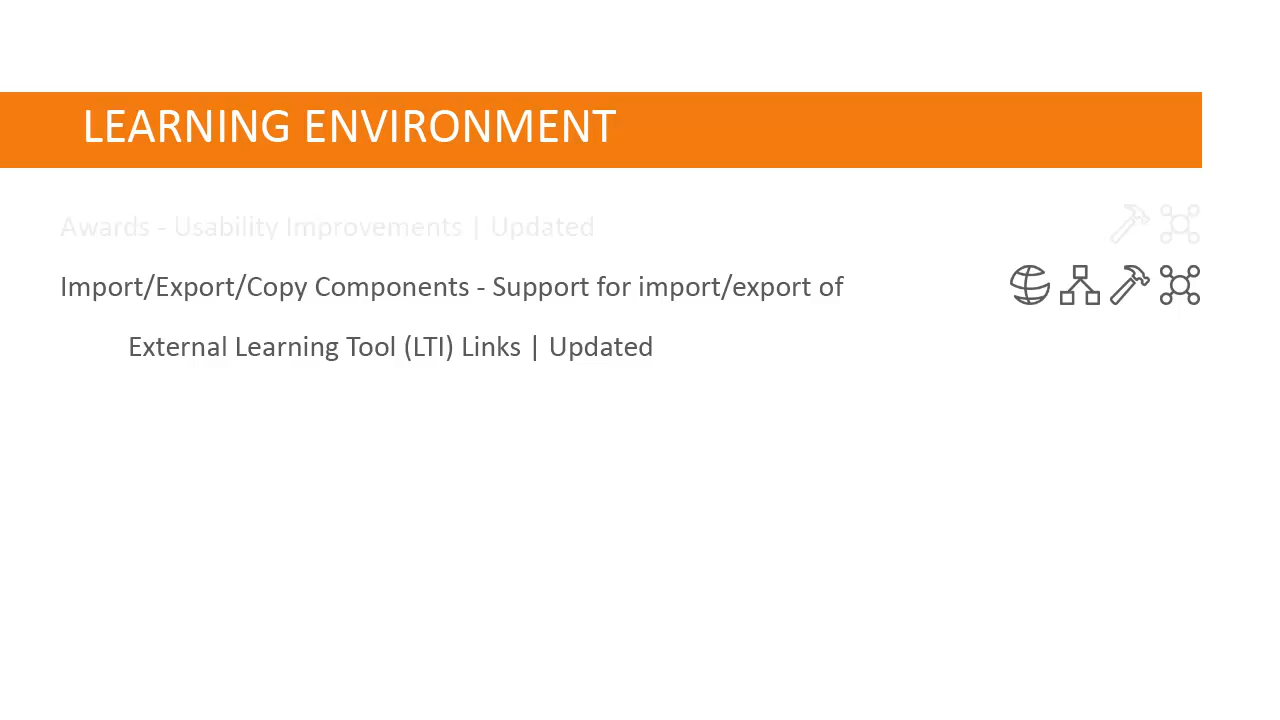 LEARNING ENVIRONMENT
Awards - Usability Improvements | Updated
Import/Export/Copy Components - Support for import/export of
External Learning Tool (LTI) Links | Updated